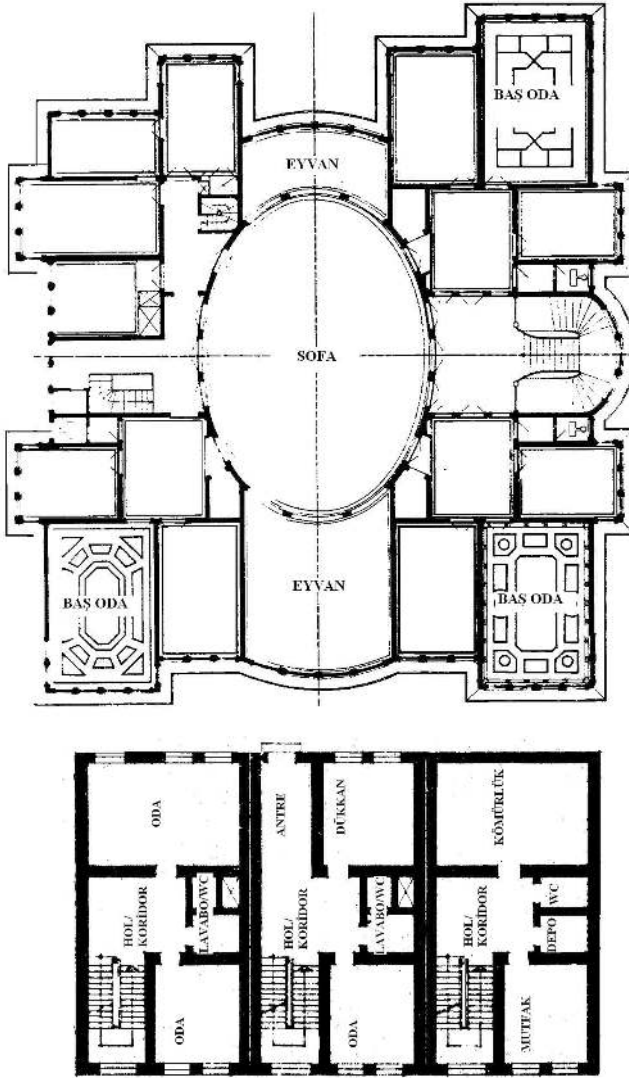 BAŞ ODA
EYVAN
SOFA
EYVAN
BAŞ ODA
BAŞ ODA
ODA
HOL/
KORİDOR
LAVABO/WC
ODA
ANTRE
DÜKKAN
HOL/
KORİDOR
LAVABO/WC
ODA
KÖMÜRLÜK
HOL/
KORİDOR
WC
DEPO
MUTFAK